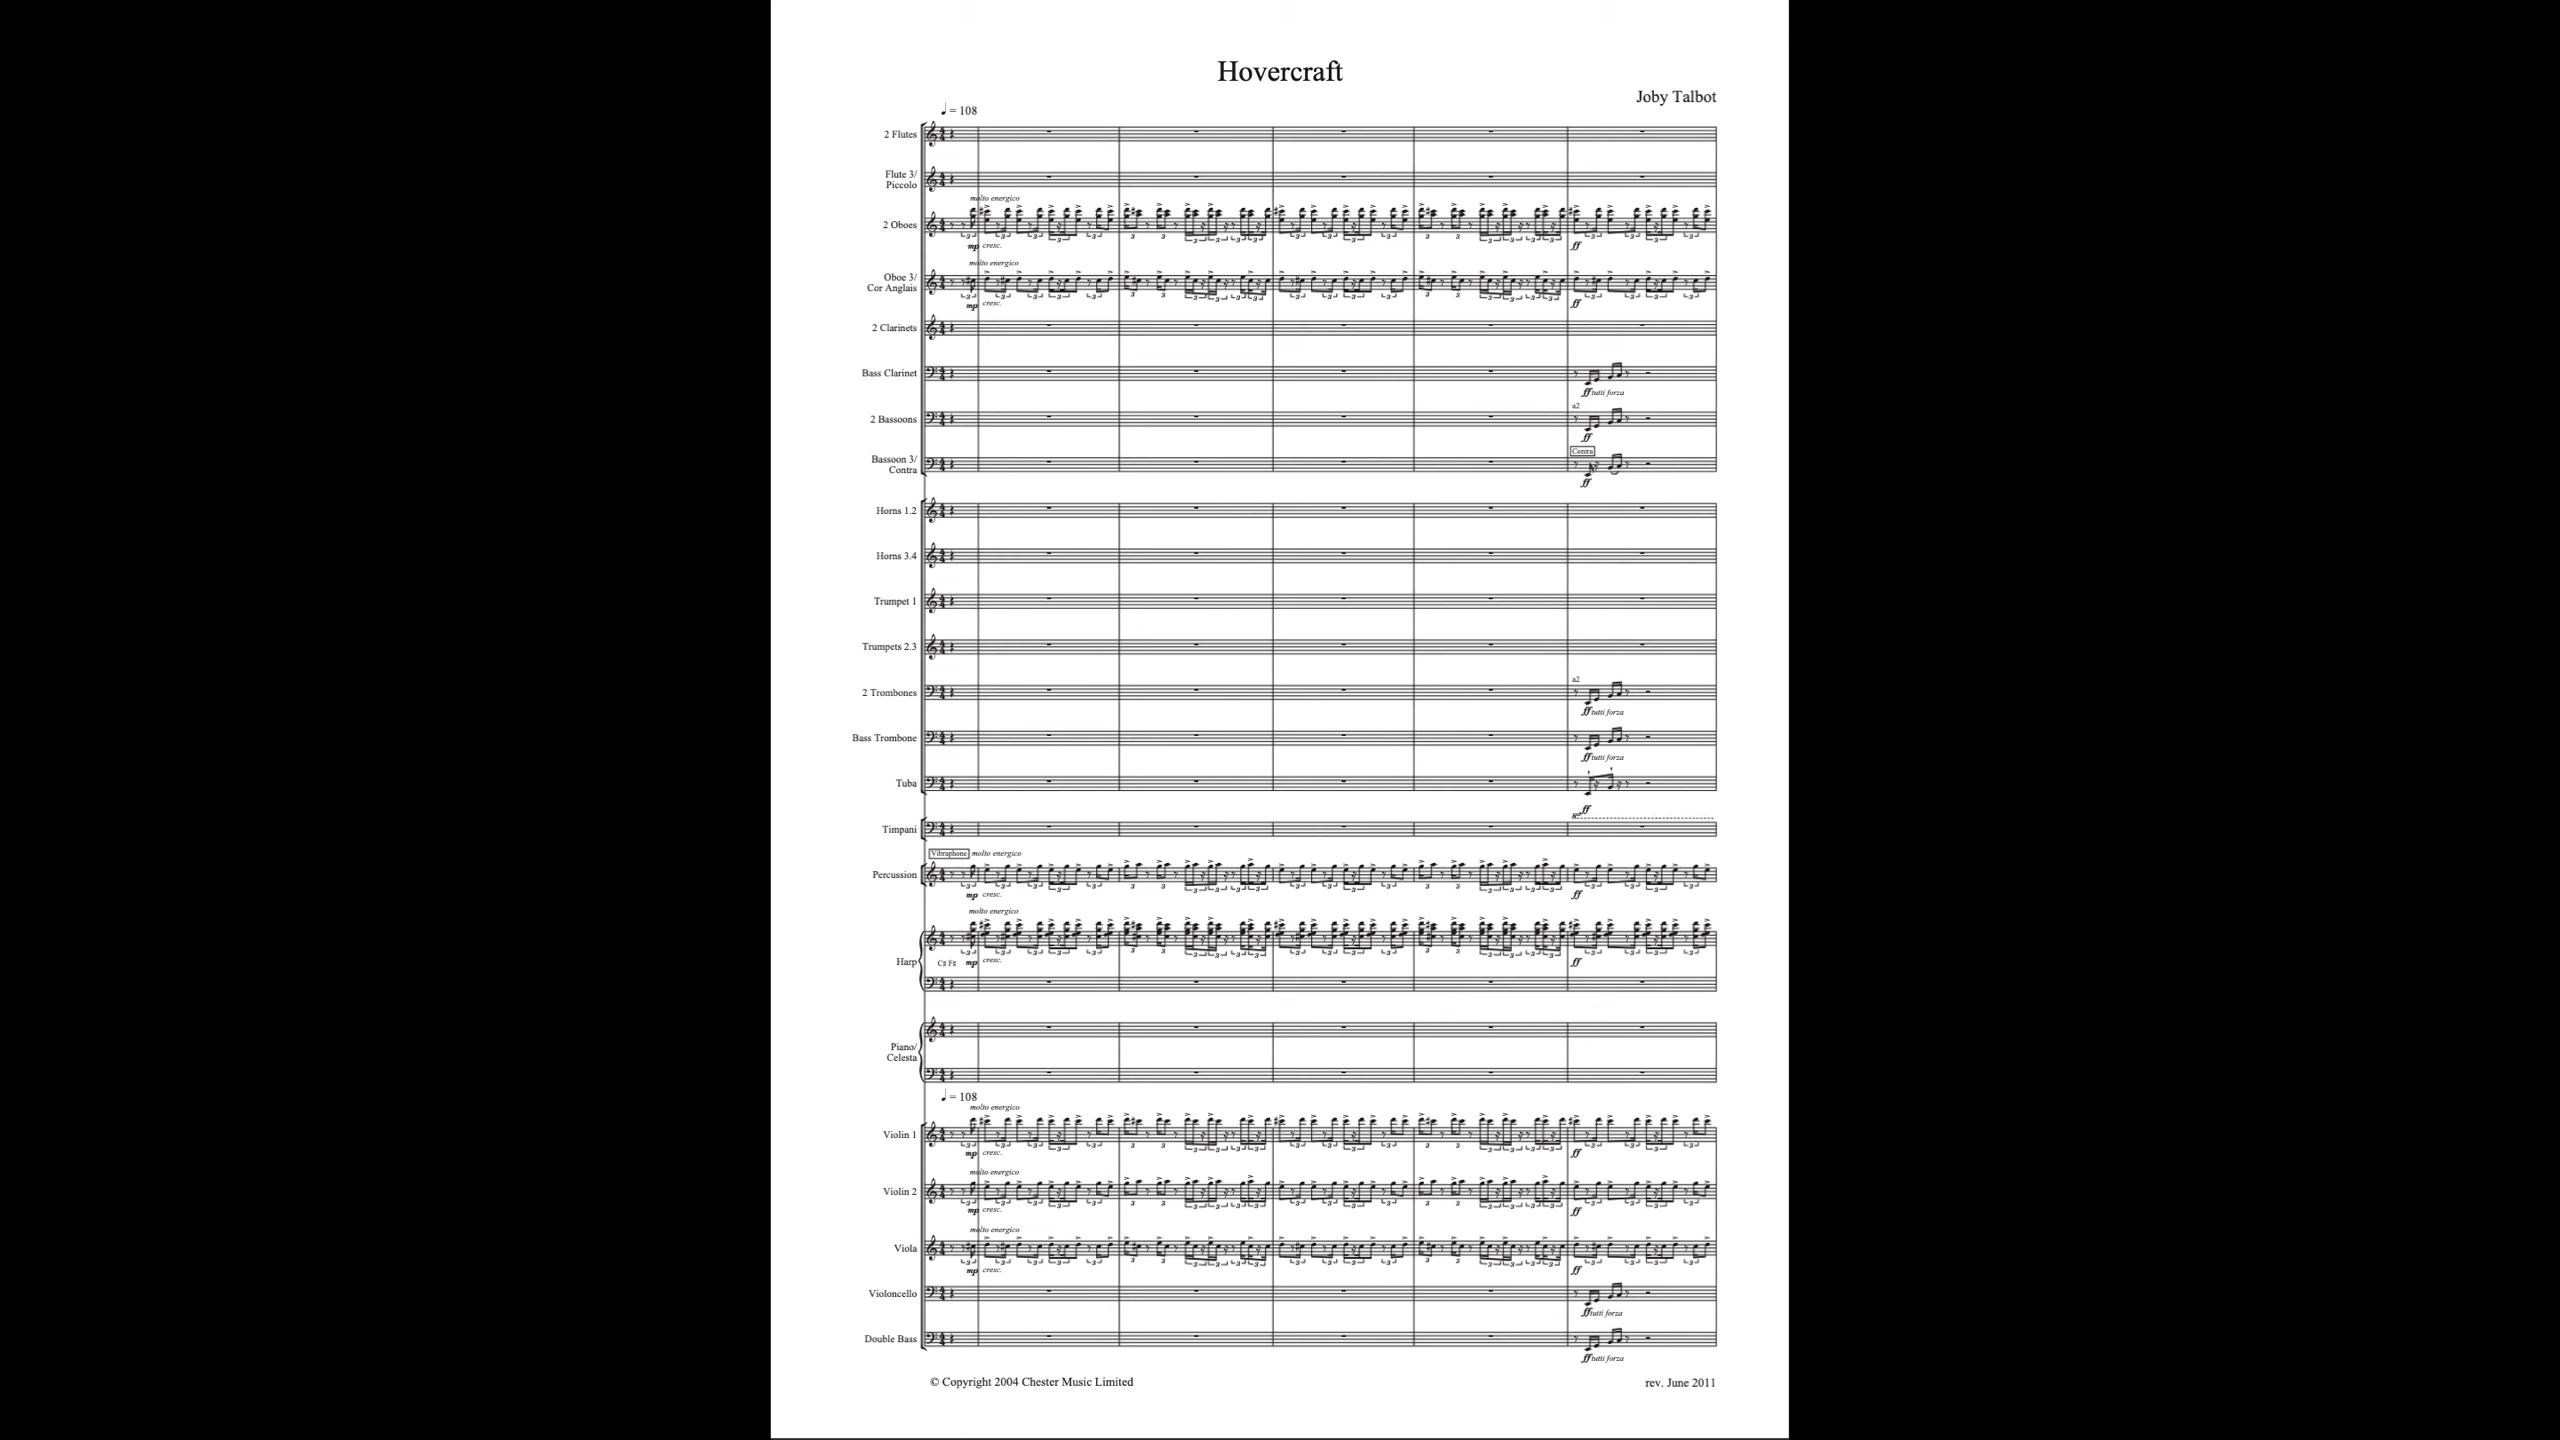 Hovercraft
Joby Talbot
♩ = 108
2 Flutes
Flute 3/
Piccolo
molto energico
2 Oboes
mp cresc.
ff
molto energico
Oboe 3/
Cor Anglais
mp cresc.
ff
2 Clarinets
Bass Clarinet
ff tutti forza
a2
2 Bassoons
ff
Contra
Bassoon 3/
Contra
ff
Horns 1.2
Horns 3.4
Trumpet 1
Trumpets 2.3
a2
2 Trombones
ff tutti forza
Bass Trombone
ff tutti forza
Tuba
ff
Timpani
Vibraphone molto energico
Percussion
mp cresc.
ff
molto energico
Harp
C♯ F♯ mp cresc.
ff
Piano/
Celesta
♩ = 108
molto energico
Violin 1
mp cresc.
ff
molto energico
Violin 2
mp cresc.
ff
molto energico
Viola
mp cresc.
ff
Violoncello
ff tutti forza
Double Bass
ff tutti forza
© Copyright 2004 Chester Music Limited
rev. June 2011